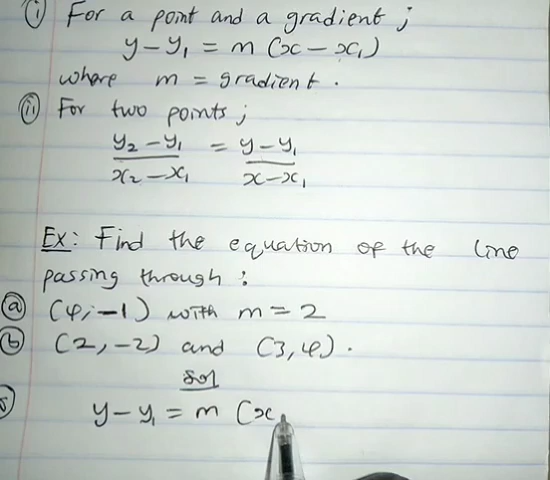 (i) For a point and a gradient ;
y - y₁ = m (x - x₁)
where m = gradient .
(ii) For two points ;
y₂ - y₁ / x₂ - x₁ = y - y₁ / x - x₁
Ex: Find the equation of the line
passing through :
(a) (4, -1) with m = 2
(b) (2, -2) and (3, 4) .
Sol
y - y₁ = m (x